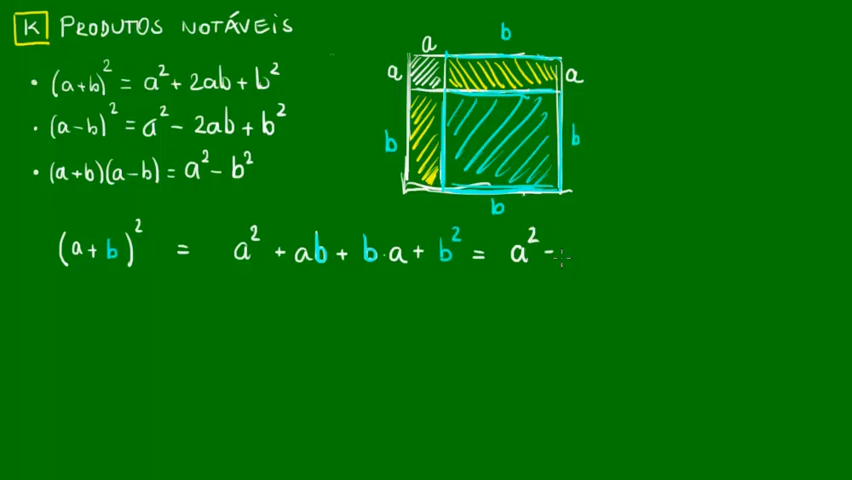 K PRODUTOS NOTÁVEIS
• (a+b)² = a² + 2ab + b²
• (a-b)² = a² - 2ab + b²
• (a+b)(a-b) = a² - b²
a b
a a
b b
b
(a + b)² = a² + ab + b·a + b² = a² -